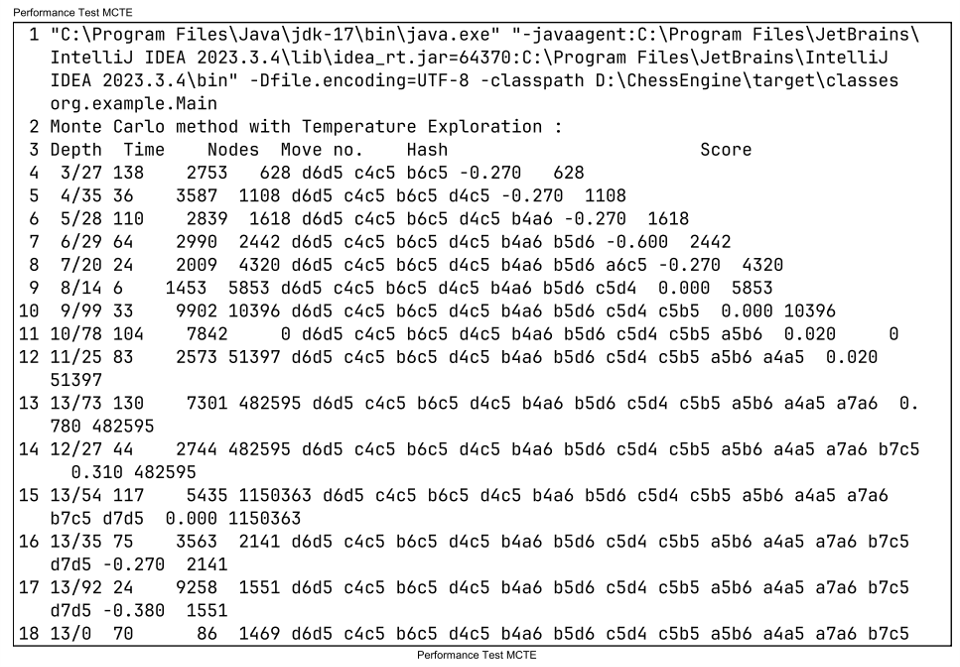 Performance Test MCTE
1 "C:\Program Files\Java\jdk-17\bin\java.exe" "-javaagent:C:\Program Files\JetBrains\
IntelliJ IDEA 2023.3.4\lib\idea_rt.jar=64370:C:\Program Files\JetBrains\IntelliJ
IDEA 2023.3.4\bin" -Dfile.encoding=UTF-8 -classpath D:\ChessEngine\target\classes
org.example.Main
2 Monte Carlo method with Temperature Exploration :
3 Depth  Time    Nodes  Move no.    Hash                        Score
4  3/27 138    2753   628 d6d5 c4c5 b6c5 -0.270   628
5  4/35 36    3587  1108 d6d5 c4c5 b6c5 d4c5 -0.270  1108
6  5/28 110    2839  1618 d6d5 c4c5 b6c5 d4c5 b4a6 -0.270  1618
7  6/29 64    2990  2442 d6d5 c4c5 b6c5 d4c5 b4a6 b5d6 -0.600  2442
8  7/20 24    2009  4320 d6d5 c4c5 b6c5 d4c5 b4a6 b5d6 a6c5 -0.270  4320
9  8/14 6    1453  5853 d6d5 c4c5 b6c5 d4c5 b4a6 b5d6 c5d4  0.000  5853
10  9/99 33    9902 10396 d6d5 c4c5 b6c5 d4c5 b4a6 b5d6 c5d4 c5b5  0.000 10396
11 10/78 104    7842     0 d6d5 c4c5 b6c5 d4c5 b4a6 b5d6 c5d4 c5b5 a5b6  0.020     0
12 11/25 83    2573 51397 d6d5 c4c5 b6c5 d4c5 b4a6 b5d6 c5d4 c5b5 a5b6 a4a5  0.020
51397
13 13/73 130    7301 482595 d6d5 c4c5 b6c5 d4c5 b4a6 b5d6 c5d4 c5b5 a5b6 a4a5 a7a6  0.
780 482595
14 12/27 44    2744 482595 d6d5 c4c5 b6c5 d4c5 b4a6 b5d6 c5d4 c5b5 a5b6 a4a5 a7a6 b7c5
0.310 482595
15 13/54 117    5435 1150363 d6d5 c4c5 b6c5 d4c5 b4a6 b5d6 c5d4 c5b5 a5b6 a4a5 a7a6
b7c5 d7d5  0.000 1150363
16 13/35 75    3563  2141 d6d5 c4c5 b6c5 d4c5 b4a6 b5d6 c5d4 c5b5 a5b6 a4a5 a7a6 b7c5
d7d5 -0.270  2141
17 13/92 24    9258  1551 d6d5 c4c5 b6c5 d4c5 b4a6 b5d6 c5d4 c5b5 a5b6 a4a5 a7a6 b7c5
d7d5 -0.380  1551
18 13/0  70      86  1469 d6d5 c4c5 b6c5 d4c5 b4a6 b5d6 c5d4 c5b5 a5b6 a4a5 a7a6 b7c5
Performance Test MCTE